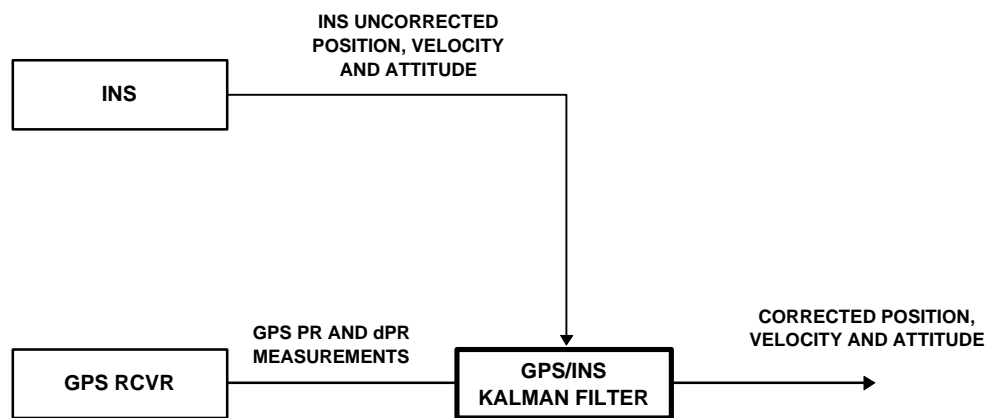 INS UNCORRECTED
POSITION, VELOCITY
AND ATTITUDE
INS
GPS PR AND dPR
MEASUREMENTS
CORRECTED POSITION,
VELOCITY AND ATTITUDE
GPS RCVR
GPS/INS
KALMAN FILTER